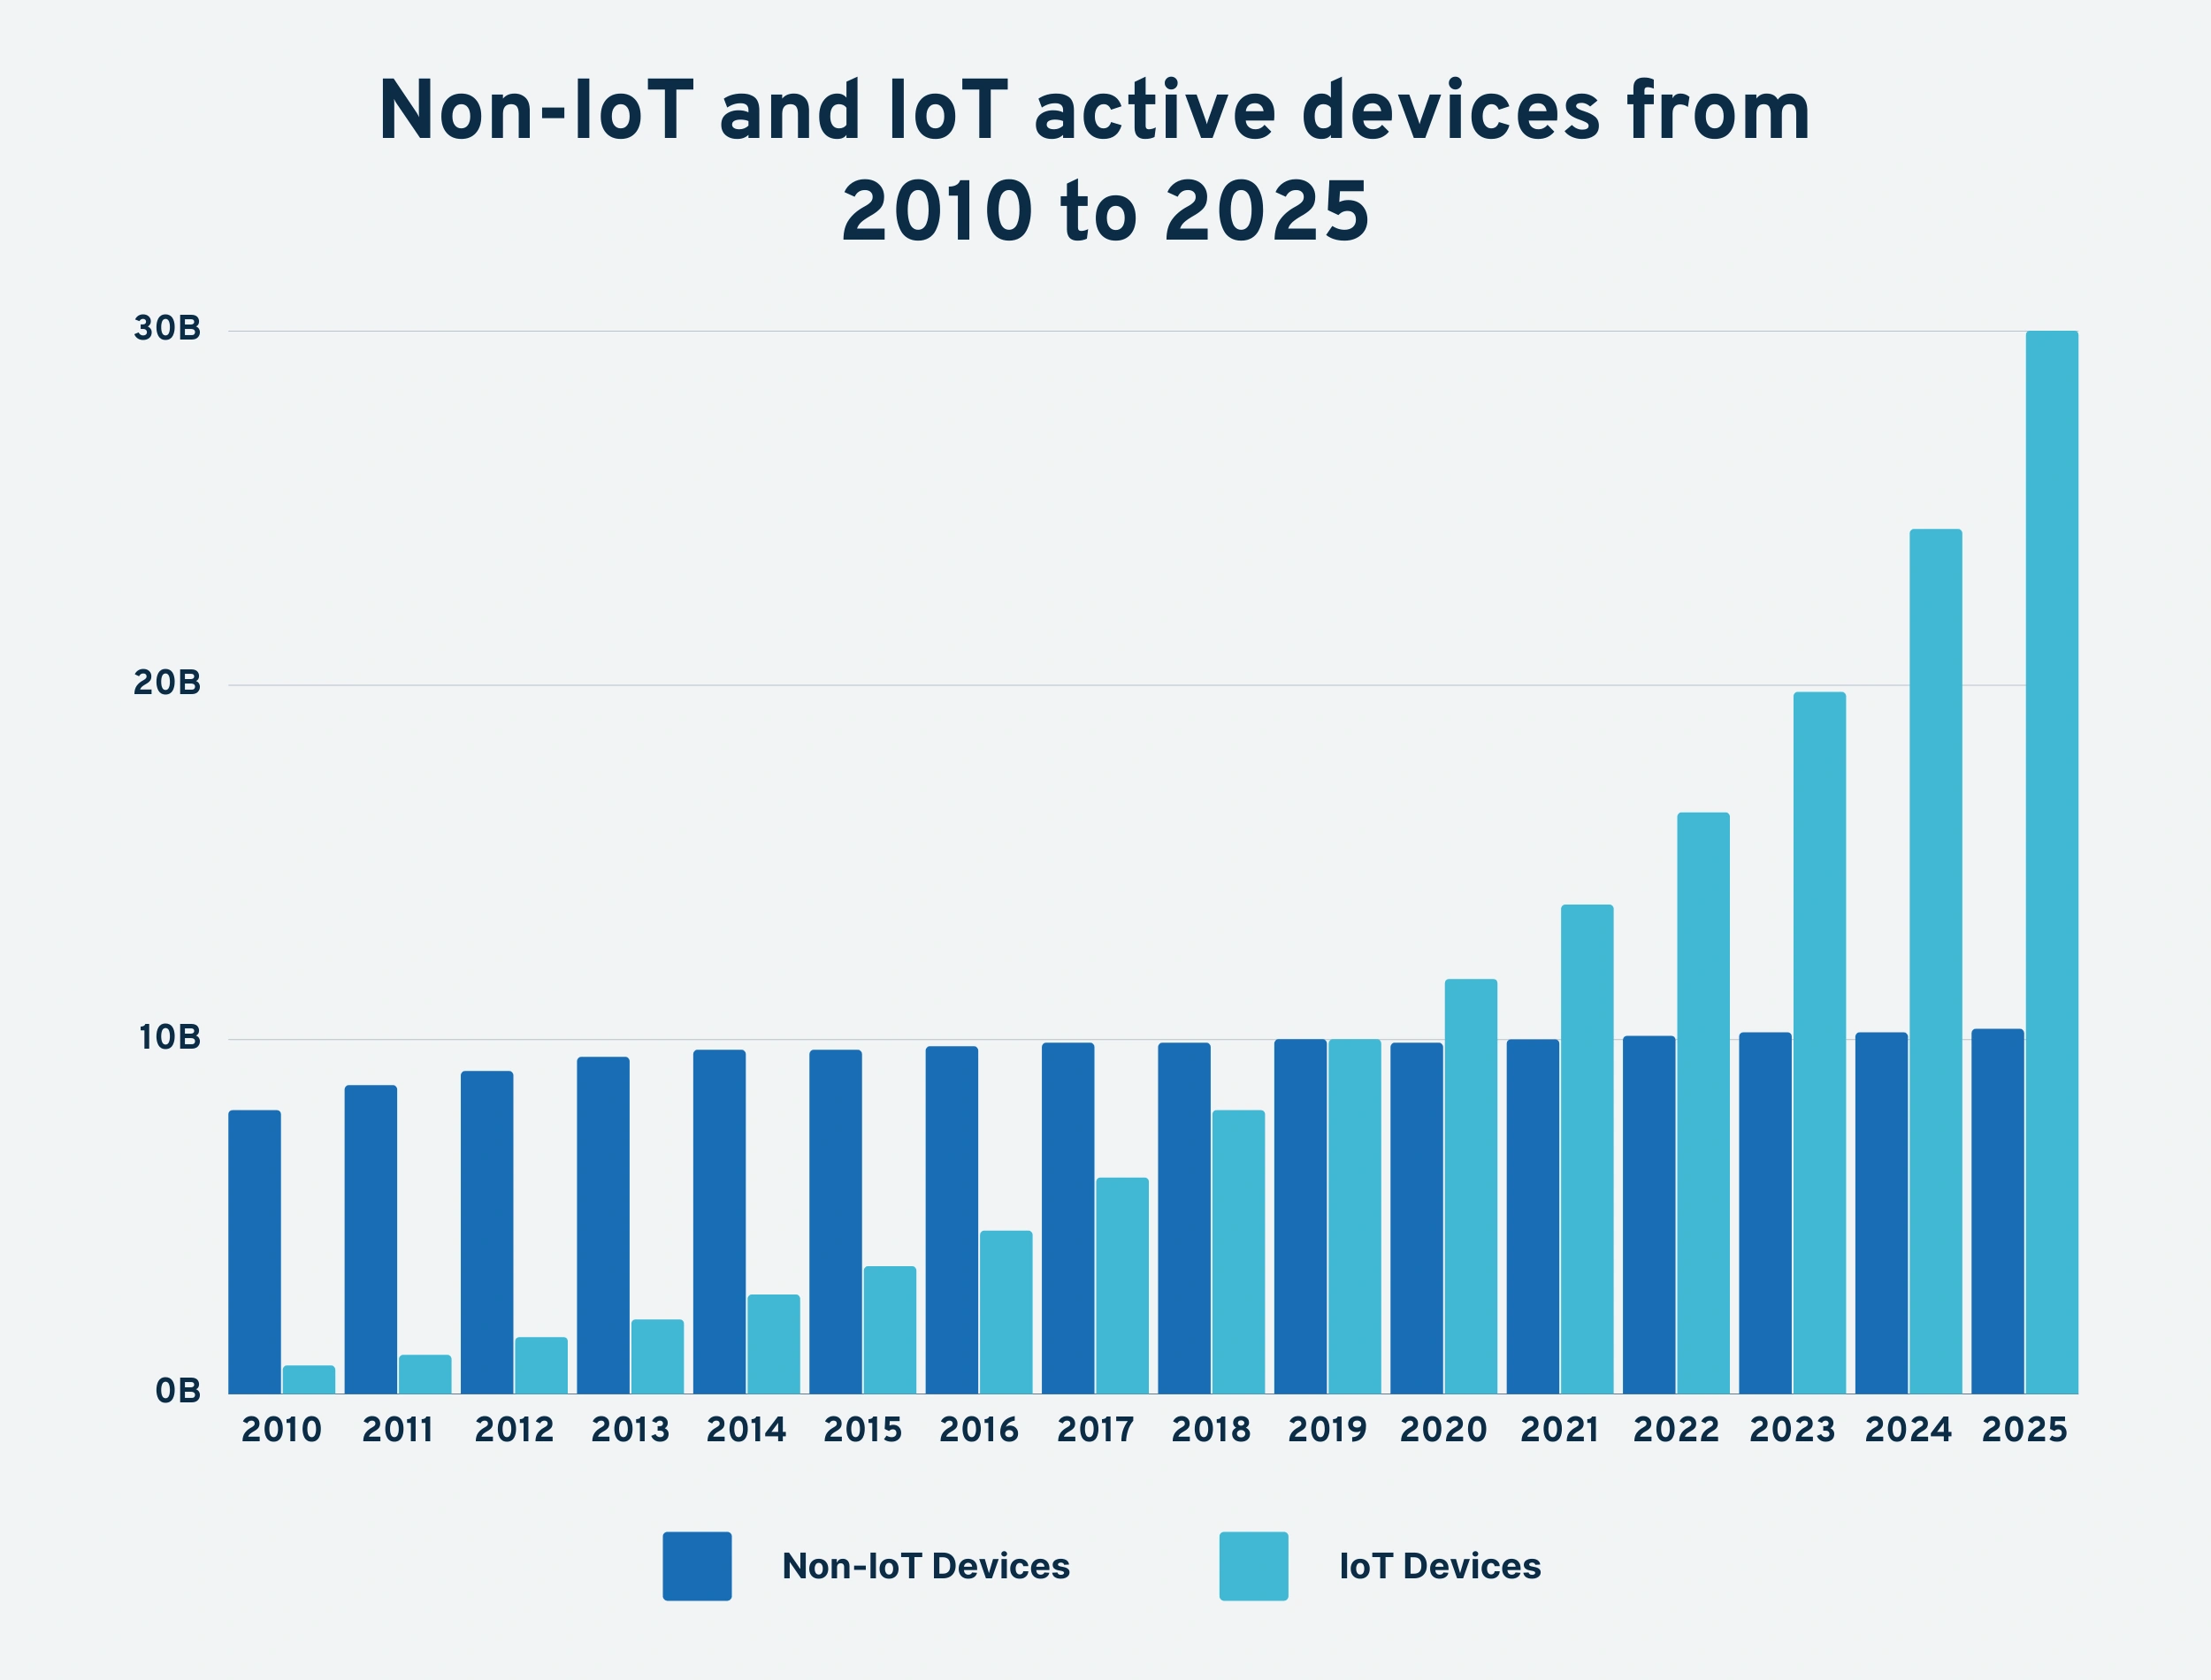 Non-IoT and IoT active devices from
2010 to 2025
30B
20B
10B
0B
2010 2011 2012 2013 2014 2015 2016 2017 2018 2019 2020 2021 2022 2023 2024 2025
Non-IoT Devices IoT Devices